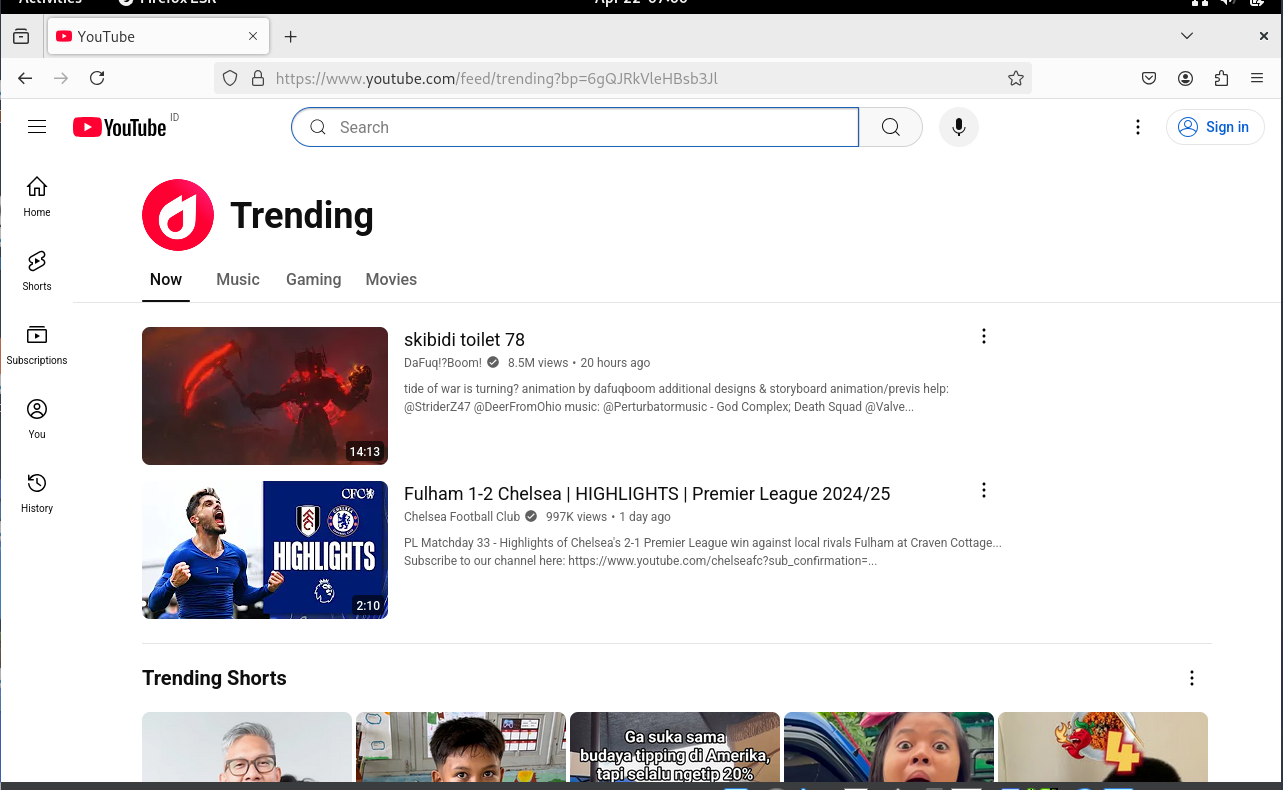 Activities Firefox ESR Apr 22 07:00
YouTube
https://www.youtube.com/feed/trending?bp=6gQJRkVleHBsb3Jl
YouTube ID
Search
Sign in
Home
Shorts
Subscriptions
You
History
Trending
Now Music Gaming Movies
skibidi toilet 78
DaFuq!?Boom! 8.5M views • 20 hours ago
tide of war is turning? animation by dafuqboom additional designs & storyboard animation/previs help:
@StriderZ47 @DeerFromOhio music: @Perturbatormusic - God Complex; Death Squad @Valve...
14:13
CFC
HIGHLIGHTS
2:10
Fulham 1-2 Chelsea | HIGHLIGHTS | Premier League 2024/25
Chelsea Football Club 997K views • 1 day ago
PL Matchday 33 - Highlights of Chelsea's 2-1 Premier League win against local rivals Fulham at Craven Cottage...
Subscribe to our channel here: https://www.youtube.com/chelseafc?sub_confirmation=...
Trending Shorts
Ga suka sama
budaya tipping di Amerika,
tapi selalu ngetip 20%
4